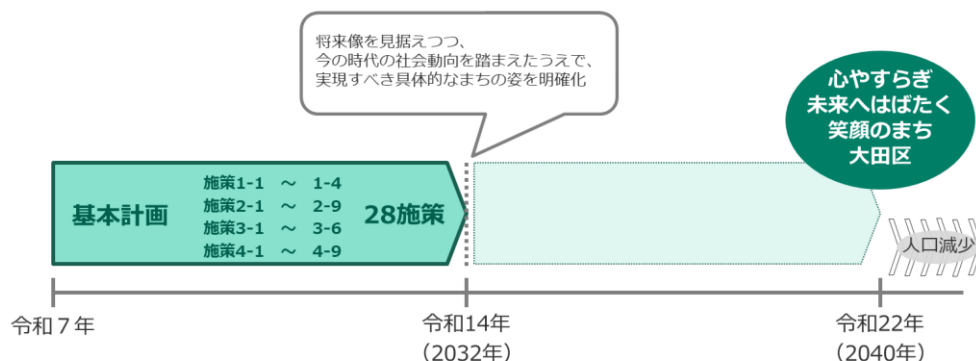 将来像を見据えつつ、
今の時代の社会動向を踏まえたうえで、
実現すべき具体的なまちの姿を明確化
心やすらぎ
未来へはばたく
笑顔のまち
大田区
基本計画
施策1-1 ～ 1-4
施策2-1 ～ 2-9
施策3-1 ～ 3-6
施策4-1 ～ 4-9
28施策
人口減少
令和７年
令和14年
（2032年）
令和22年
（2040年）